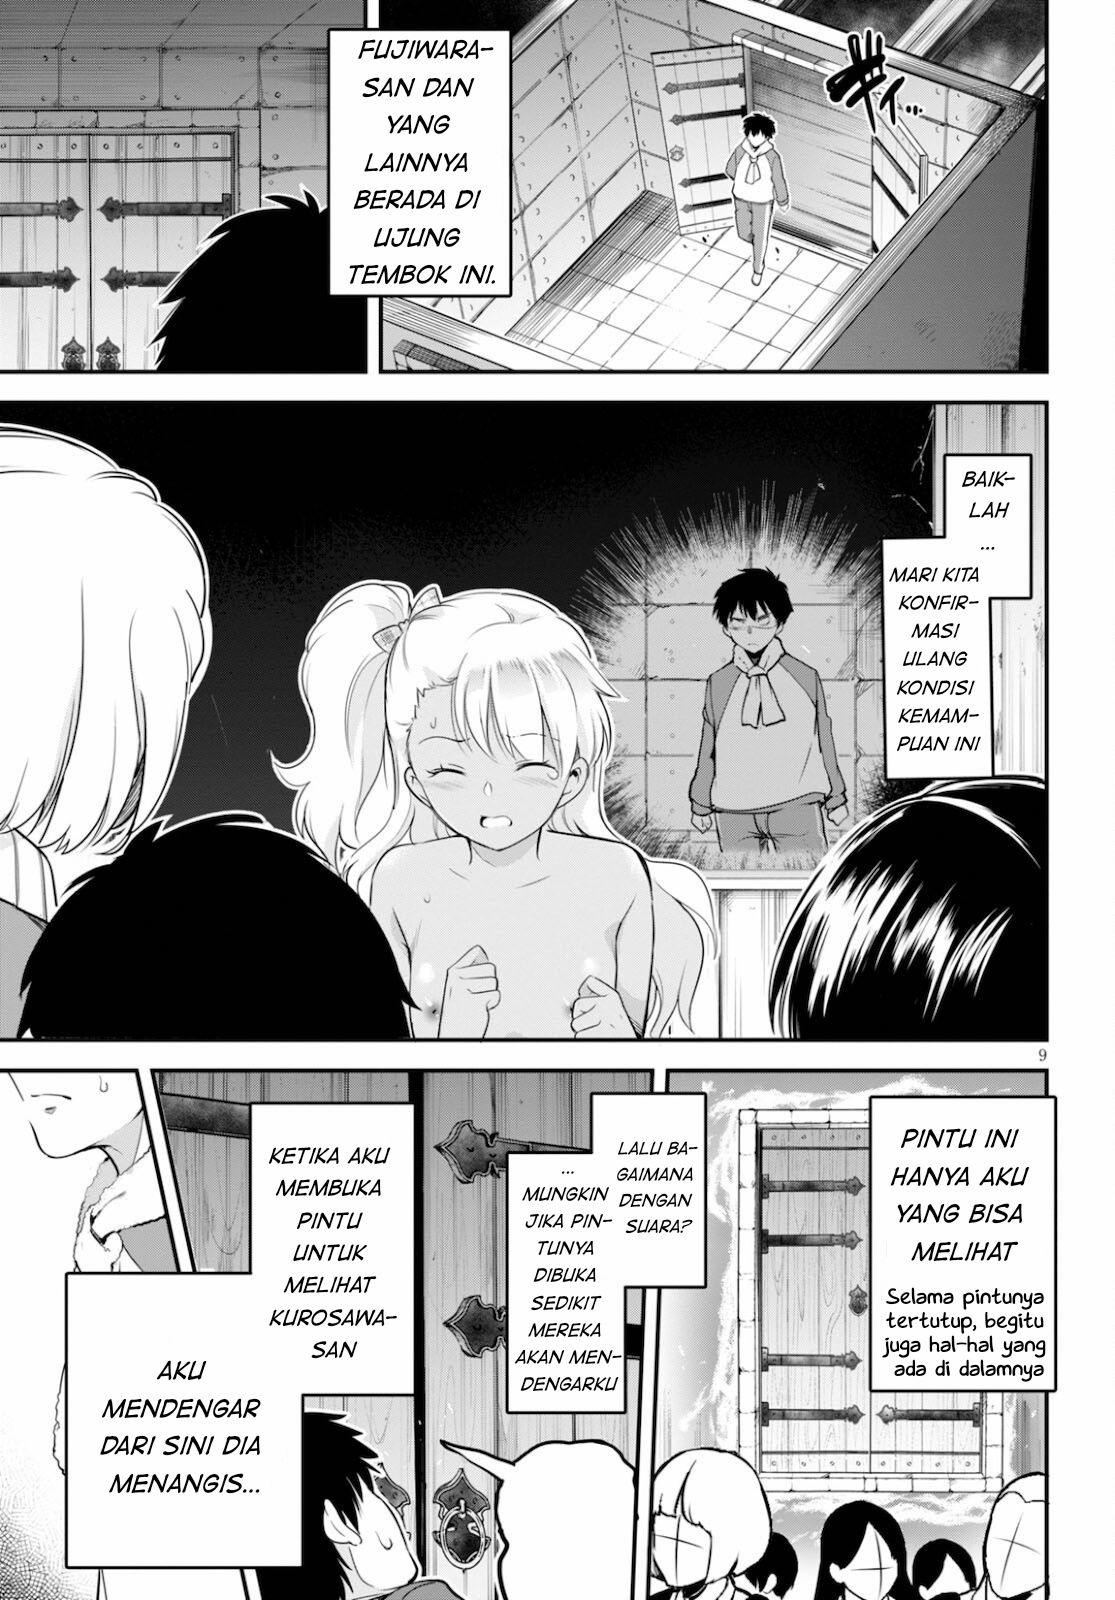 ギィ…
FUJIWARA-
SAN DAN
YANG
LAINNYA
BERADA DI
UJUNG
TEMBOK INI.
BAIK-
LAH
...
MARI KITA
KONFIR-
MASI
ULANG
KONDISI
KEMAM-
PUAN INI
9
PINTU INI
HANYA AKU
YANG BISA
MELIHAT
Selama pintunya
tertutup, begitu
juga hal-hal yang
ada di dalamnya
LALU BA-
GAIMANA
DENGAN
SUARA?
...
MUNGKIN
JIKA PIN-
TUNYA
DIBUKA
SEDIKIT
MEREKA
AKAN MEN-
DENGARKU
KETIKA AKU
MEMBUKA
PINTU
UNTUK
MELIHAT
KUROSAWA-
SAN
AKU
MENDENGAR
DARI SINI DIA
MENANGIS...